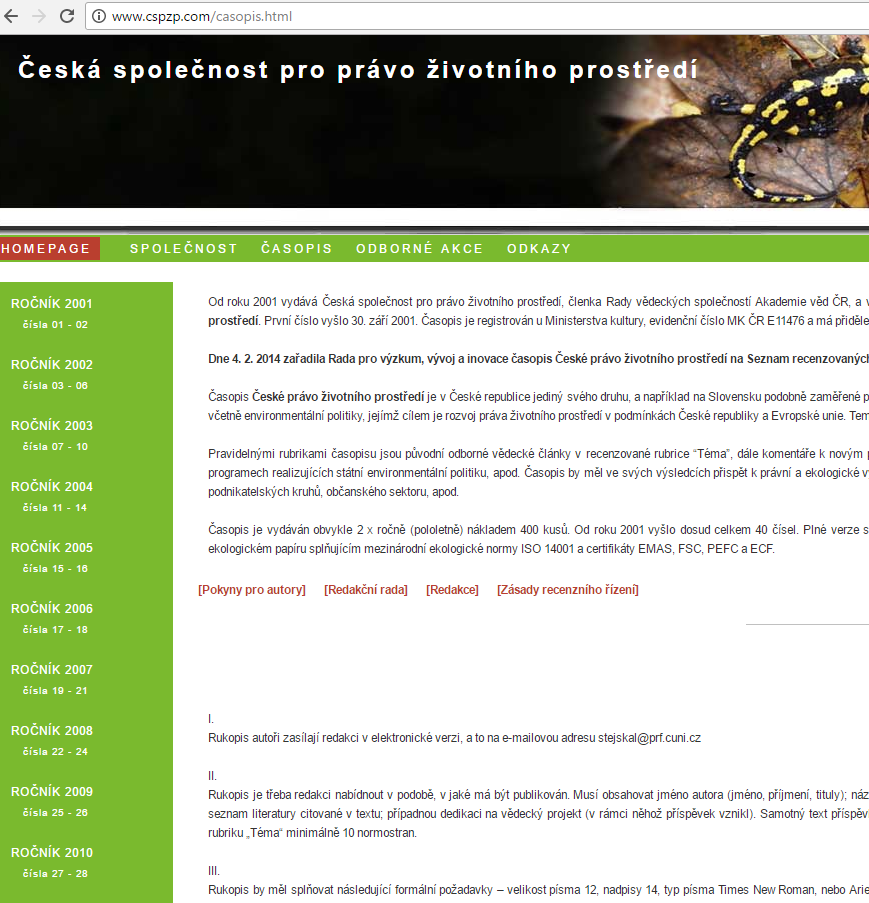 www.cspzp.com/casopis.html
Česká společnost pro právo životního prostředí
HOMEPAGE SPOLEČNOST ČASOPIS ODBORNÉ AKCE ODKAZY
ROČNÍK 2001
čísla 01 - 02
ROČNÍK 2002
čísla 03 - 06
ROČNÍK 2003
čísla 07 - 10
ROČNÍK 2004
čísla 11 - 14
ROČNÍK 2005
čísla 15 - 16
ROČNÍK 2006
čísla 17 - 18
ROČNÍK 2007
čísla 19 - 21
ROČNÍK 2008
čísla 22 - 24
ROČNÍK 2009
čísla 25 - 26
ROČNÍK 2010
čísla 27 - 28
Od roku 2001 vydává Česká společnost pro právo životního prostředí, členka Rady vědeckých společností Akademie věd ČR, a v
prostředí. První číslo vyšlo 30. září 2001. Časopis je registrován u Ministerstva kultury, evidenční číslo MK ČR E11476 a má přiděle
Dne 4. 2. 2014 zařadila Rada pro výzkum, vývoj a inovace časopis České právo životního prostředí na Seznam recenzovaných
Časopis České právo životního prostředí je v České republice jediný svého druhu, a například na Slovensku podobně zaměřené p
včetně environmentální politiky, jejímž cílem je rozvoj práva životního prostředí v podmínkách České republiky a Evropské unie. Tem
Pravidelnými rubrikami časopisu jsou původní odborné vědecké články v recenzované rubrice “Téma”, dále komentáře k novým p
programech realizujících státní environmentální politiku, apod. Časopis by měl ve svých výsledcích přispět k právní a ekologické v
podnikatelských kruhů, občanského sektoru, apod.
Časopis je vydáván obvykle 2 x ročně (pololetně) nákladem 400 kusů. Od roku 2001 vyšlo dosud celkem 40 čísel. Plné verze s
ekologickém papíru splňujícím mezinárodní ekologické normy ISO 14001 a certifikáty EMAS, FSC, PEFC a ECF.
[Pokyny pro autory] [Redakční rada] [Redakce] [Zásady recenzního řízení]
I.
Rukopis autoři zasílají redakci v elektronické verzi, a to na e-mailovou adresu stejskal@prf.cuni.cz
II.
Rukopis je třeba redakci nabídnout v podobě, v jaké má být publikován. Musí obsahovat jméno autora (jméno, příjmení, tituly); náz
seznam literatury citované v textu; případnou dedikaci na vědecký projekt (v rámci něhož příspěvek vznikl). Samotný text příspěv
rubriku „Téma“ minimálně 10 normostran.
III.
Rukopis by měl splňovat následující formální požadavky – velikost písma 12, nadpisy 14, typ písma Times New Roman, nebo Arie